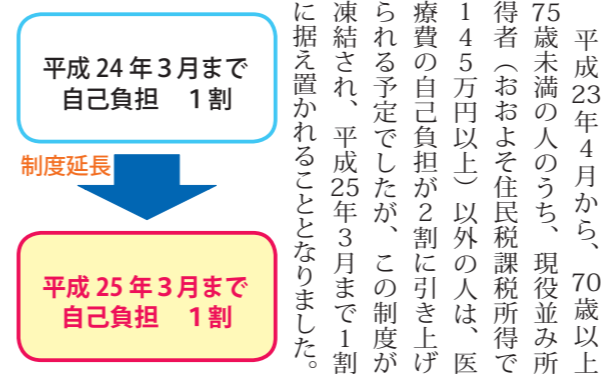 平成23年4月から、70歳以上
75歳未満の人のうち、現役並み所
得者（おおよそ住民税課税所得で
145万円以上）以外の人は、医
療費の自己負担が2割に引き上げ
られる予定でしたが、この制度が
凍結され、平成25年3月まで1割
に据え置かれることとなりました。
平成24年3月まで
自己負担　1割
制度延長
平成25年3月まで
自己負担　1割